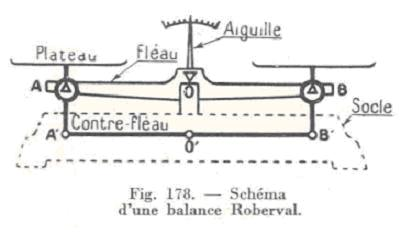 Aiguille
Plateau
fléau
A
O
B
Socle
Contre-fléau
A'
O'
B'
Fig. 178. — Schéma
d'une balance Roberval.